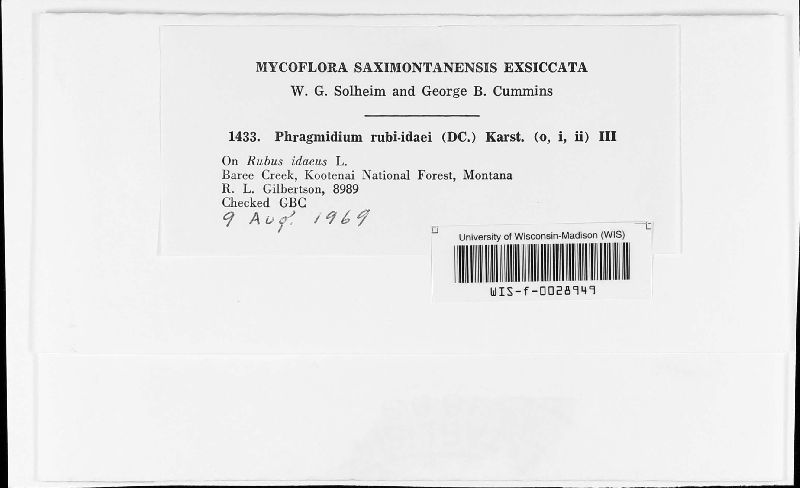 MYCOFLORA SAXIMONTANENSIS EXSICCATA
W. G. Solheim and George B. Cummins
1433. Phragmidium rubi-idaei (DC.) Karst. (o, i, ii) III
On Rubus idaeus L.
Baree Creek, Kootenai National Forest, Montana
R. L. Gilbertson, 8989
Checked GBC
9 Aug. 1969
University of Wisconsin-Madison (WIS)
WIS-f-0028949